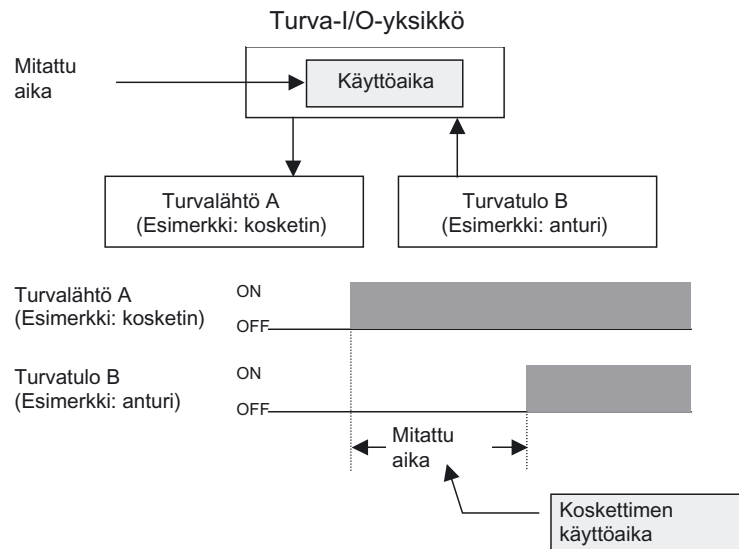 Turva-I/O-yksikkö
Mitattu
aika
Käyttöaika
Turvalähtö A
(Esimerkki: kosketin)
Turvatulo B
(Esimerkki: anturi)
Turvalähtö A
(Esimerkki: kosketin)
ON
OFF
Turvatulo B
(Esimerkki: anturi)
ON
OFF
Mitattu
aika
Koskettimen
käyttöaika